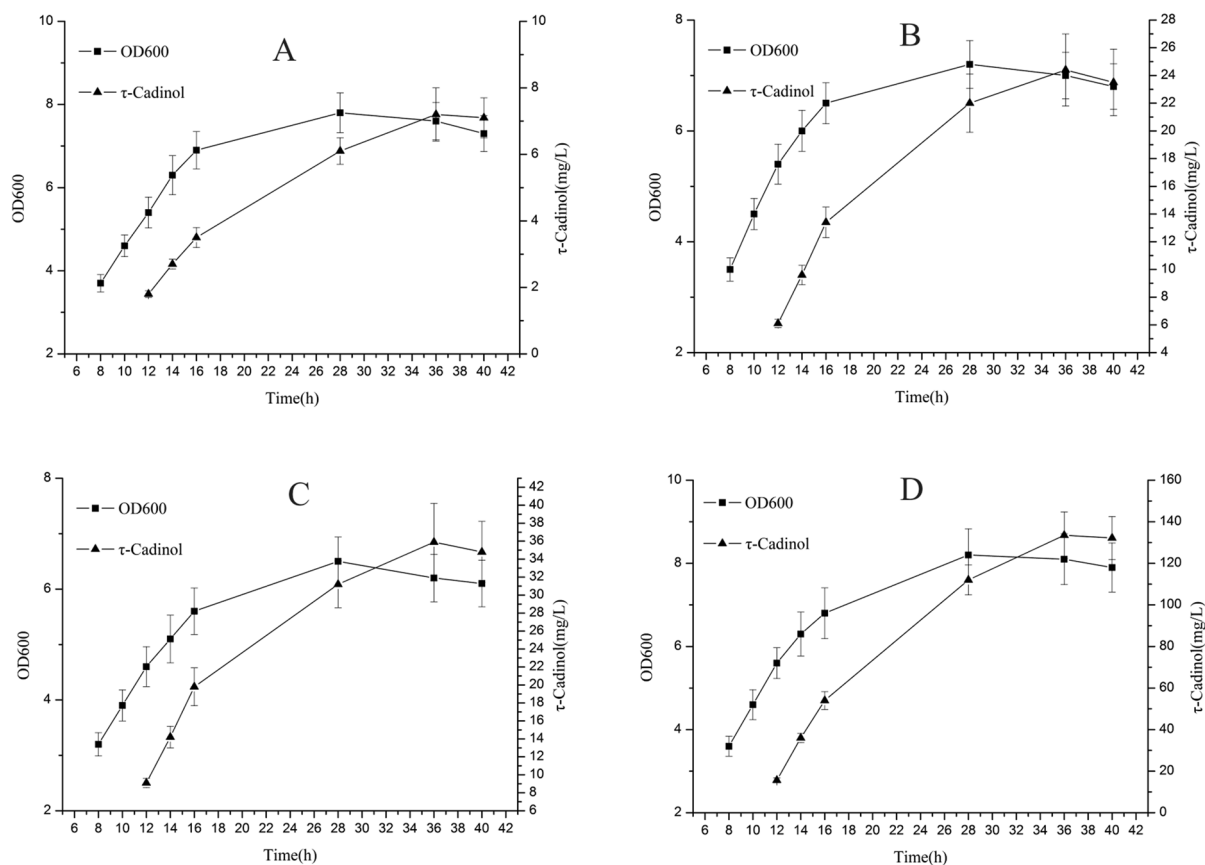 A
OD600
τ-Cadinol
10
8
6
4
2
OD600
10
8
6
4
2
0
τ-Cadinol(mg/L)
6 8 10 12 14 16 18 20 22 24 26 28 30 32 34 36 38 40 42
Time(h)
B
OD600
τ-Cadinol
8
6
4
2
OD600
28
26
24
22
20
18
16
14
12
10
8
6
4
τ-Cadinol(mg/L)
6 8 10 12 14 16 18 20 22 24 26 28 30 32 34 36 38 40 42
Time(h)
C
OD600
τ-Cadinol
8
6
4
2
OD600
42
40
38
36
34
32
30
28
26
24
22
20
18
16
14
12
10
8
6
τ-Cadinol(mg/L)
6 8 10 12 14 16 18 20 22 24 26 28 30 32 34 36 38 40 42
Time(h)
D
OD600
τ-Cadinol
10
8
6
4
2
OD600
160
140
120
100
80
60
40
20
0
τ-Cadinol(mg/L)
6 8 10 12 14 16 18 20 22 24 26 28 30 32 34 36 38 40 42
Time(h)